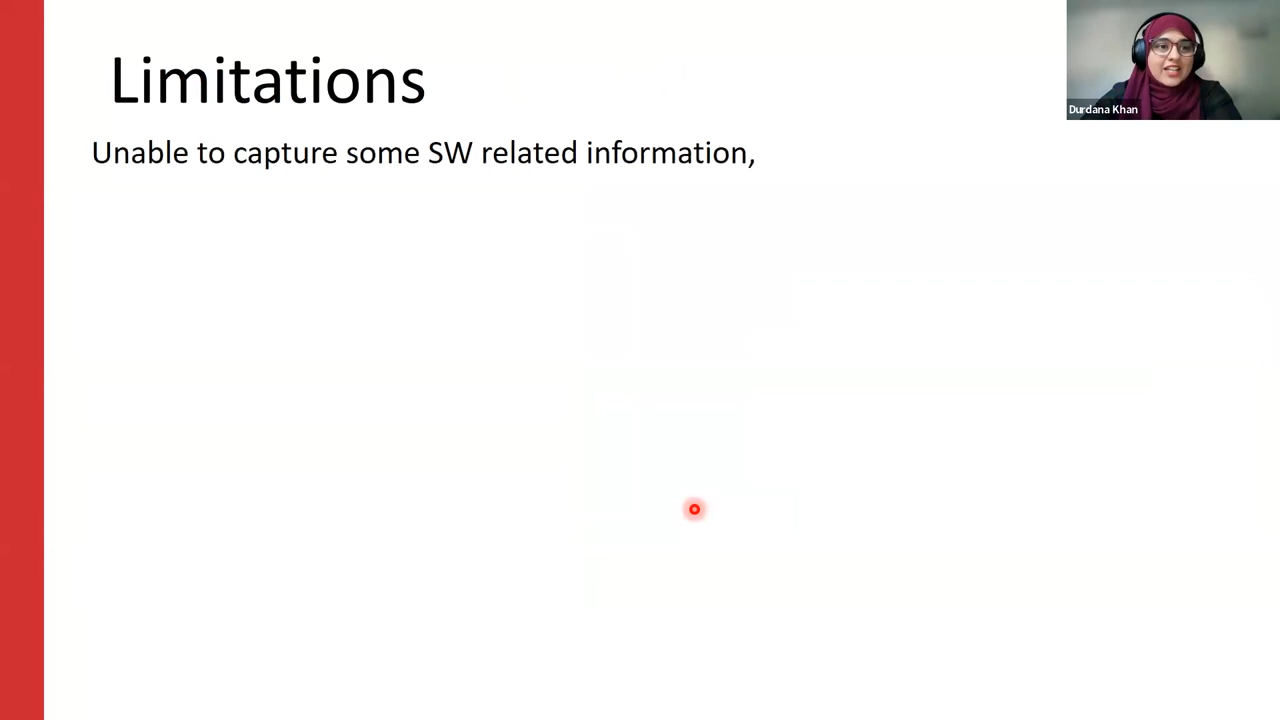 Limitations
Durdana Khan
Unable to capture some SW related information,